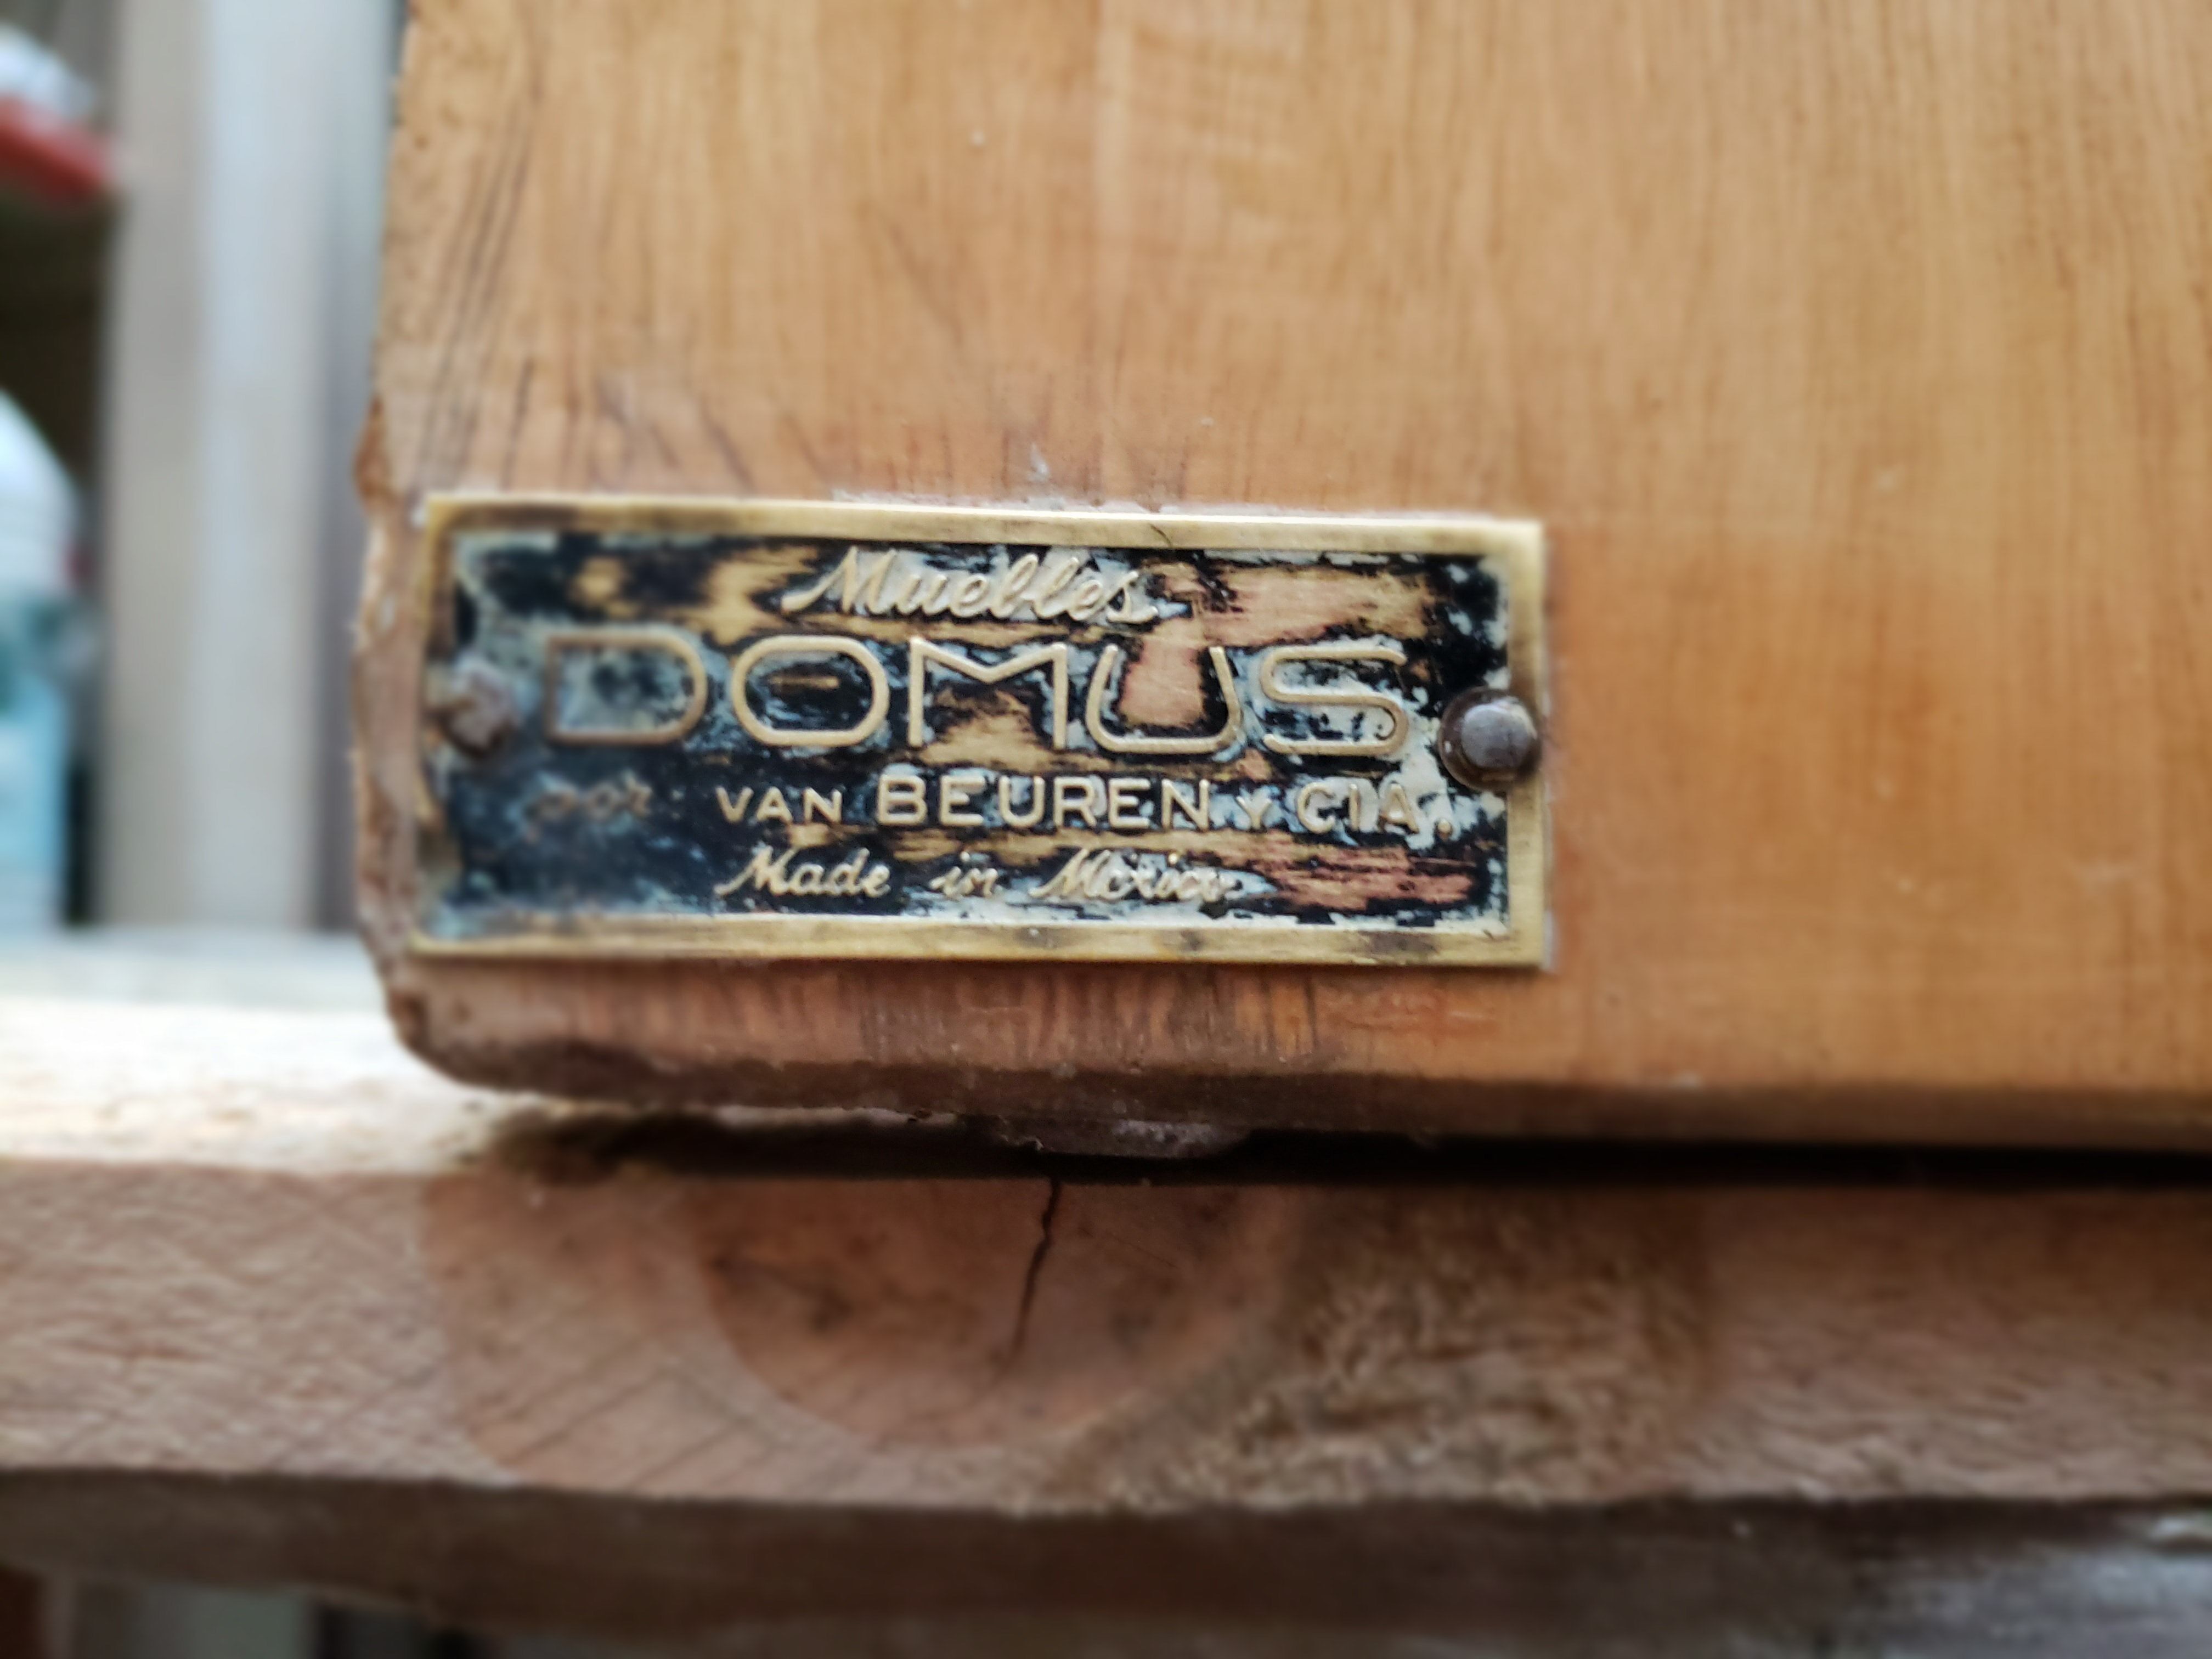 Muebles
DOMUS
por VAN BEUREN Y CIA.
Made in Mexico